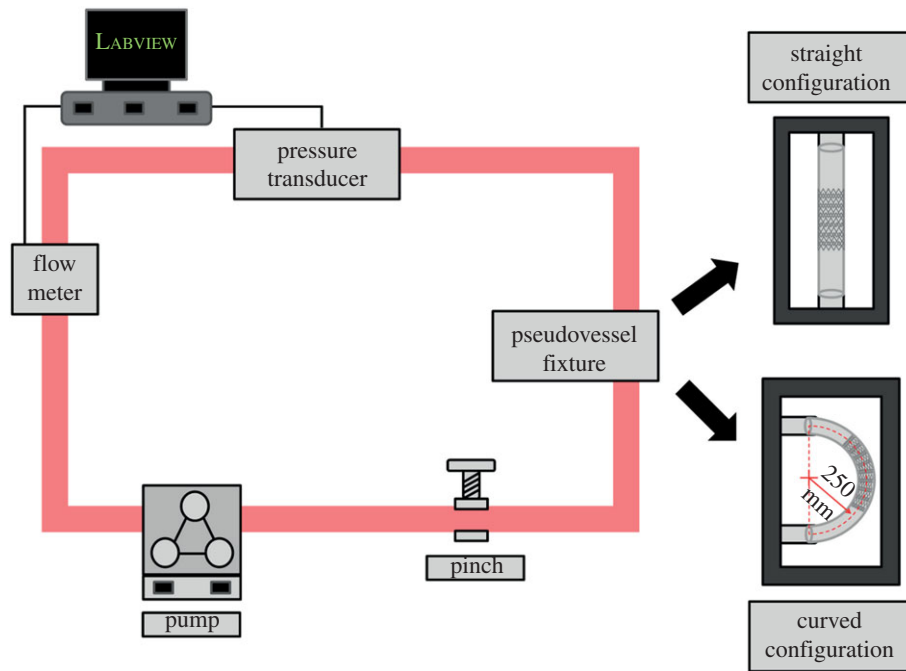 LABVIEW
straight
configuration
pressure
transducer
flow
meter
pseudovessel
fixture
250
mm
pinch
pump
curved
configuration